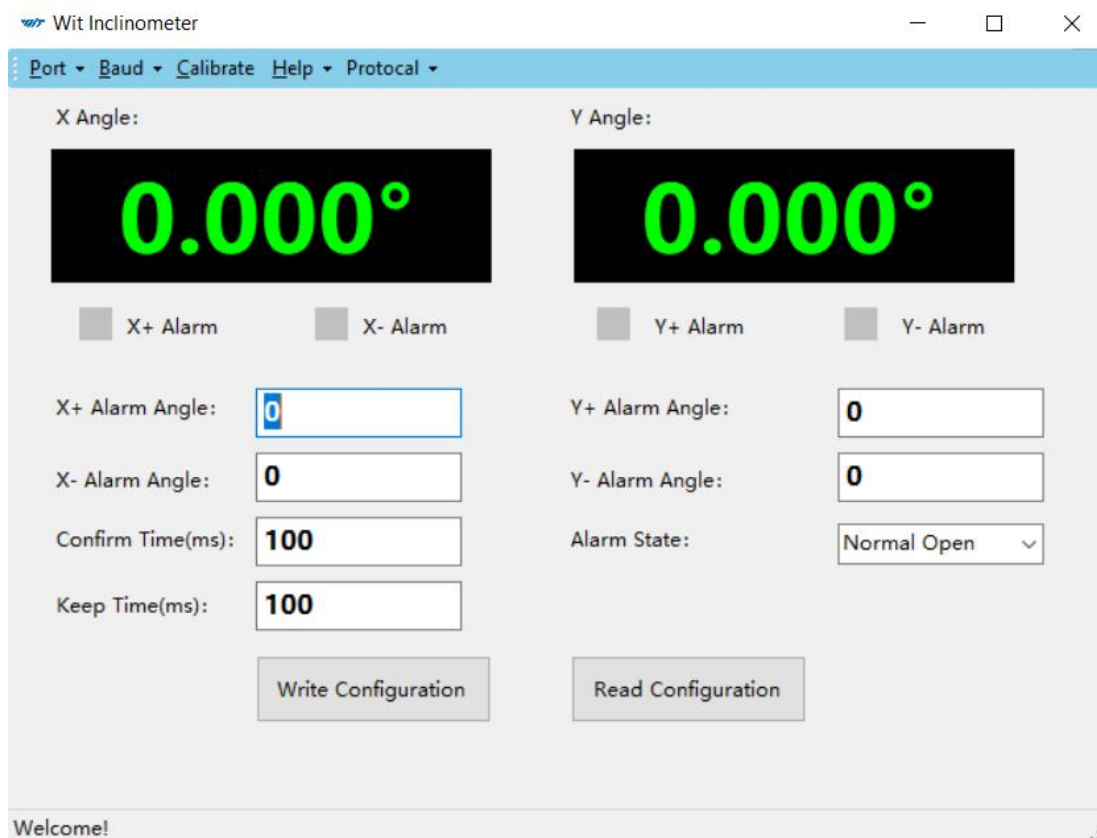 WIT Wit Inclinometer
Port Baud Calibrate Help Protocal
X Angle: Y Angle:
0.000° 0.000°
X+ Alarm X- Alarm Y+ Alarm Y- Alarm
X+ Alarm Angle: 0 Y+ Alarm Angle: 0
X- Alarm Angle: 0 Y- Alarm Angle: 0
Confirm Time(ms): 100 Alarm State: Normal Open
Keep Time(ms): 100
Write Configuration Read Configuration
Welcome!